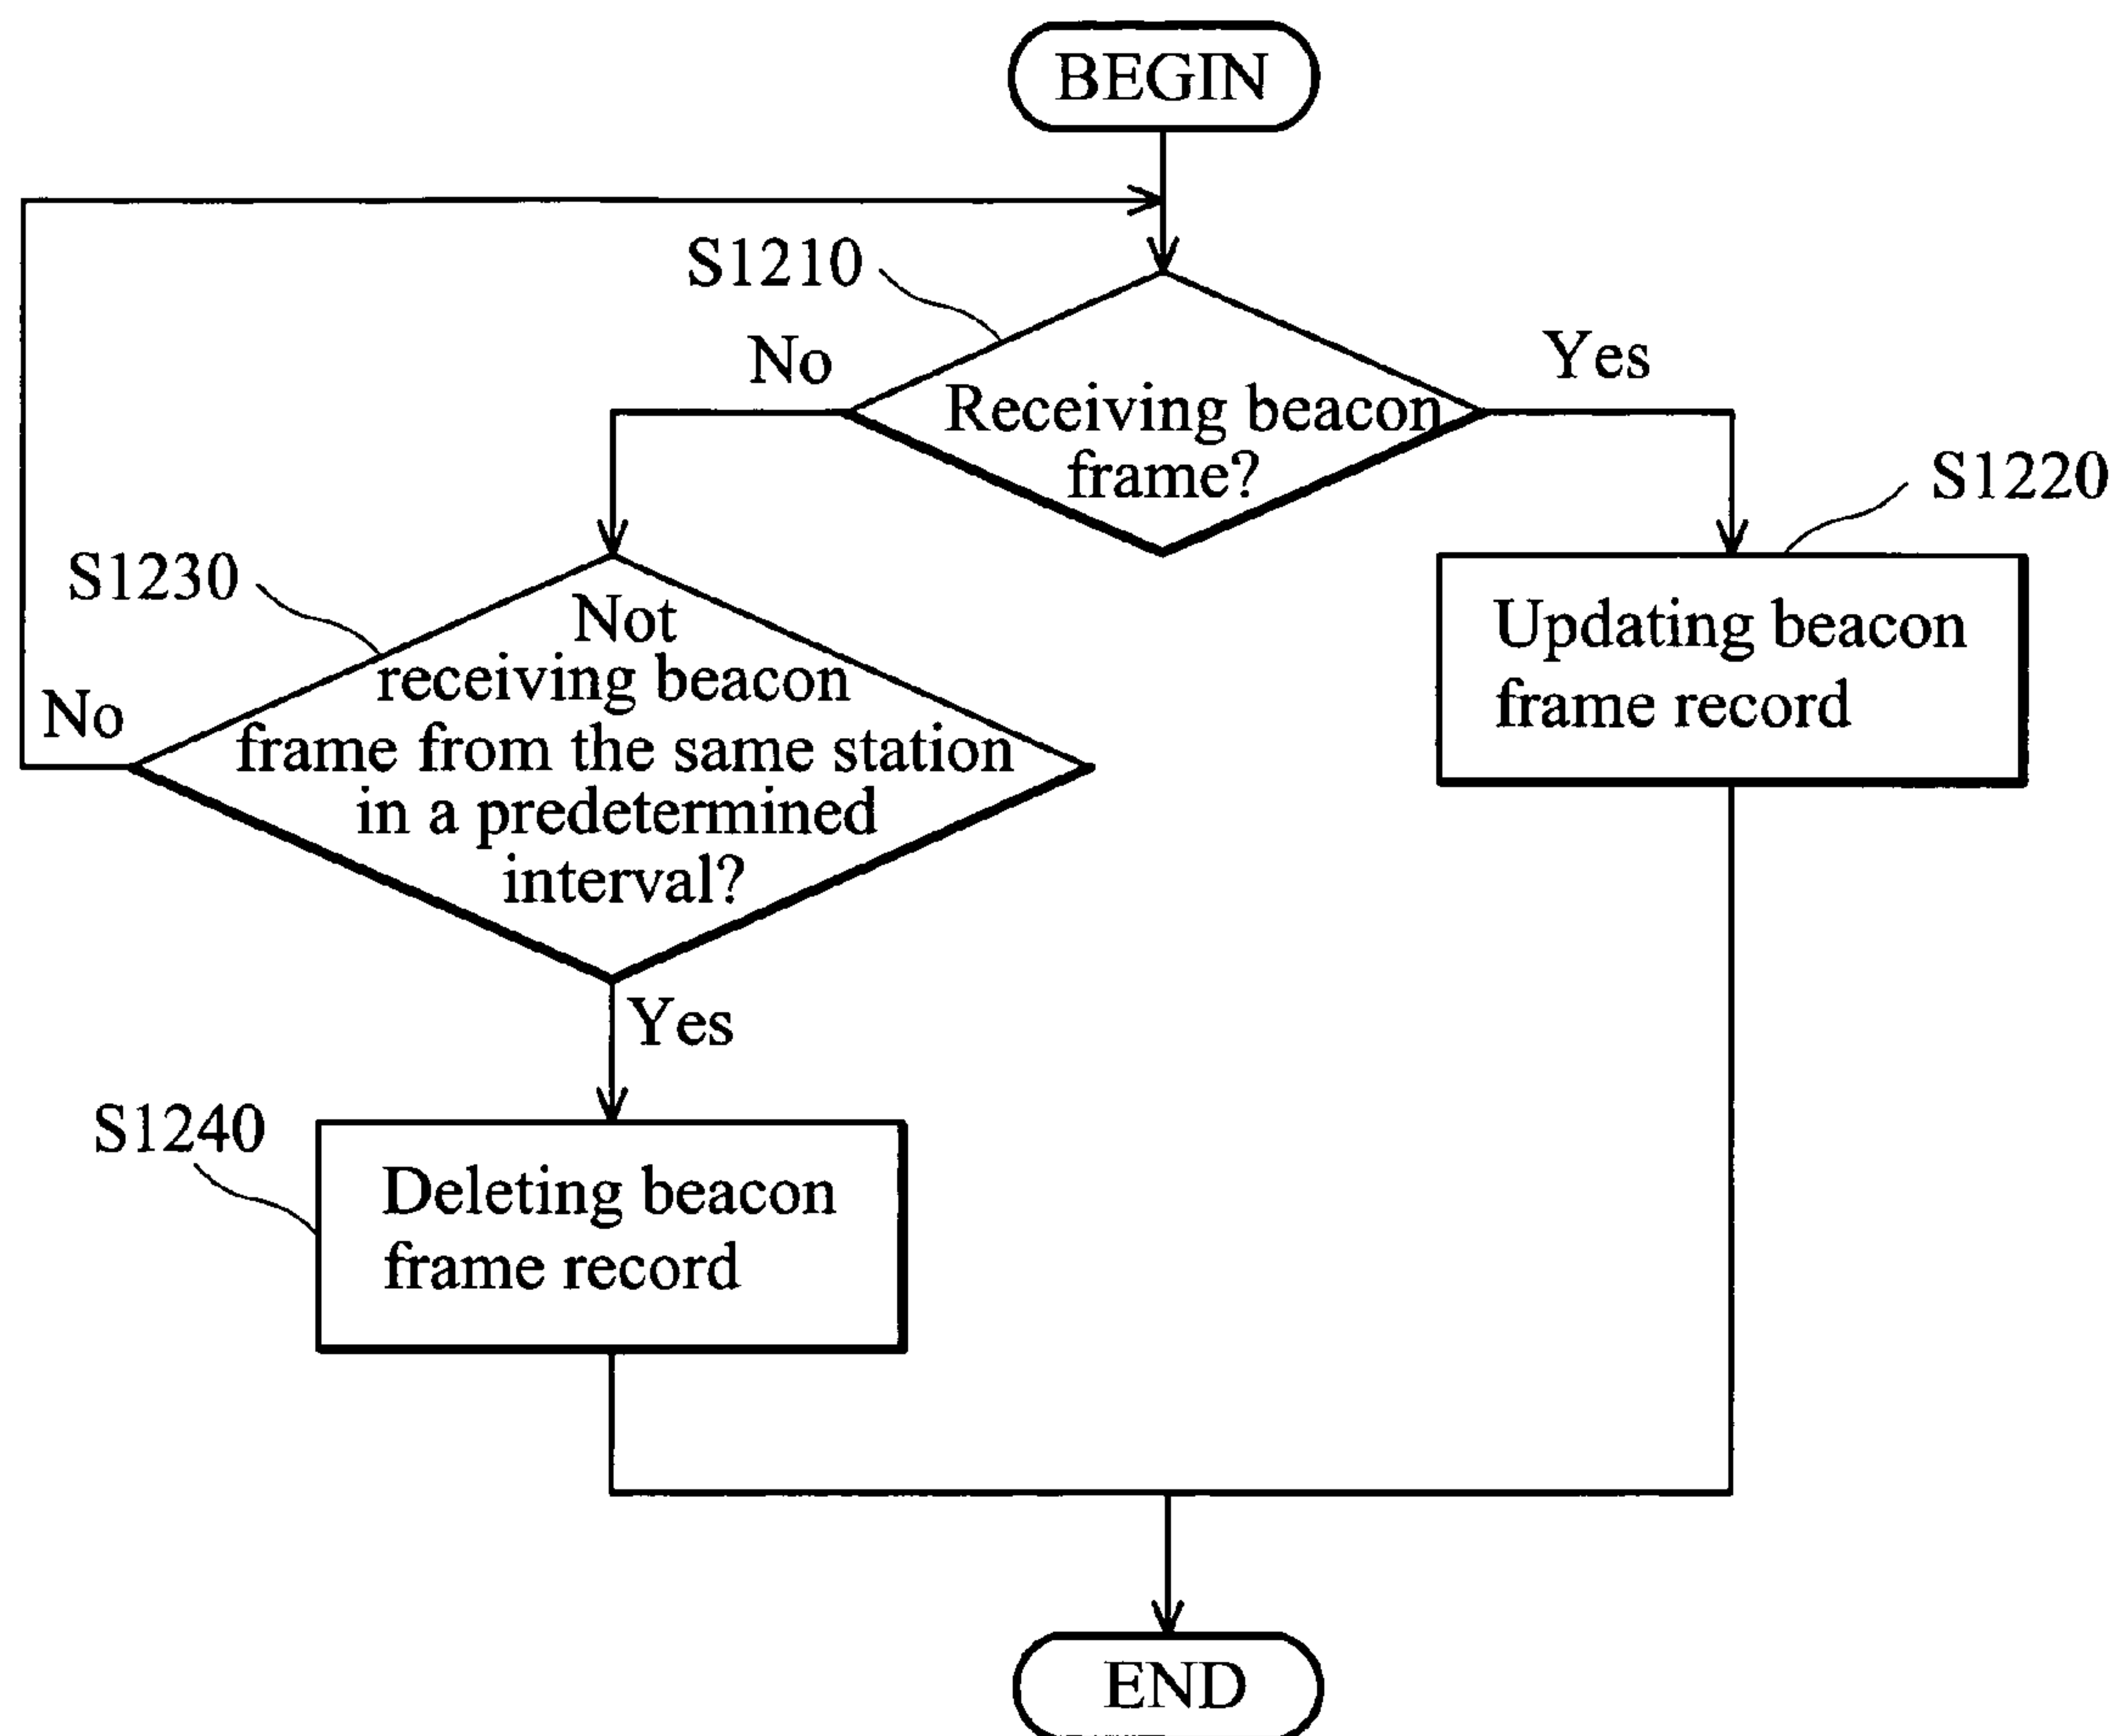 BEGIN
S1210
No
Yes
Receiving beacon
frame?
S1220
S1230
Not
receiving beacon
frame from the same station
in a predetermined
interval?
No
Updating beacon
frame record
Yes
S1240
Deleting beacon
frame record
END